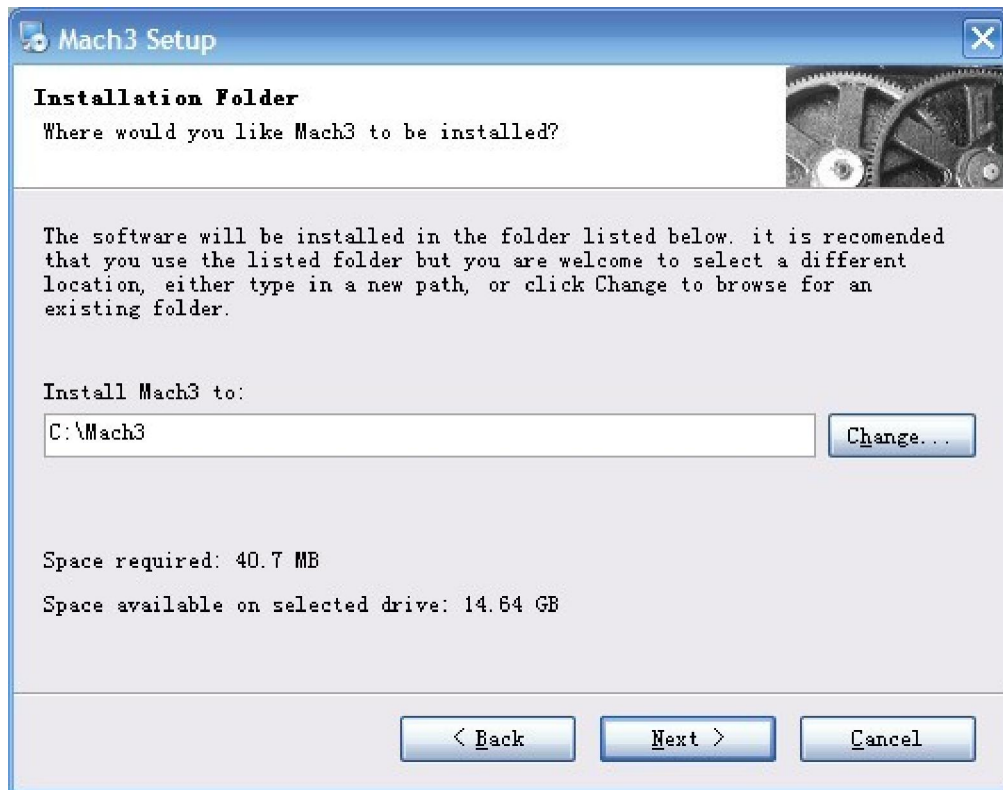 Mach3 Setup
Installation Folder
Where would you like Mach3 to be installed?
The software will be installed in the folder listed below. it is recomended
that you use the listed folder but you are welcome to select a different
location, either type in a new path, or click Change to browse for an
existing folder.
Install Mach3 to:
C:\Mach3
Change...
Space required: 40.7 MB
Space available on selected drive: 14.64 GB
< Back
Next >
Cancel